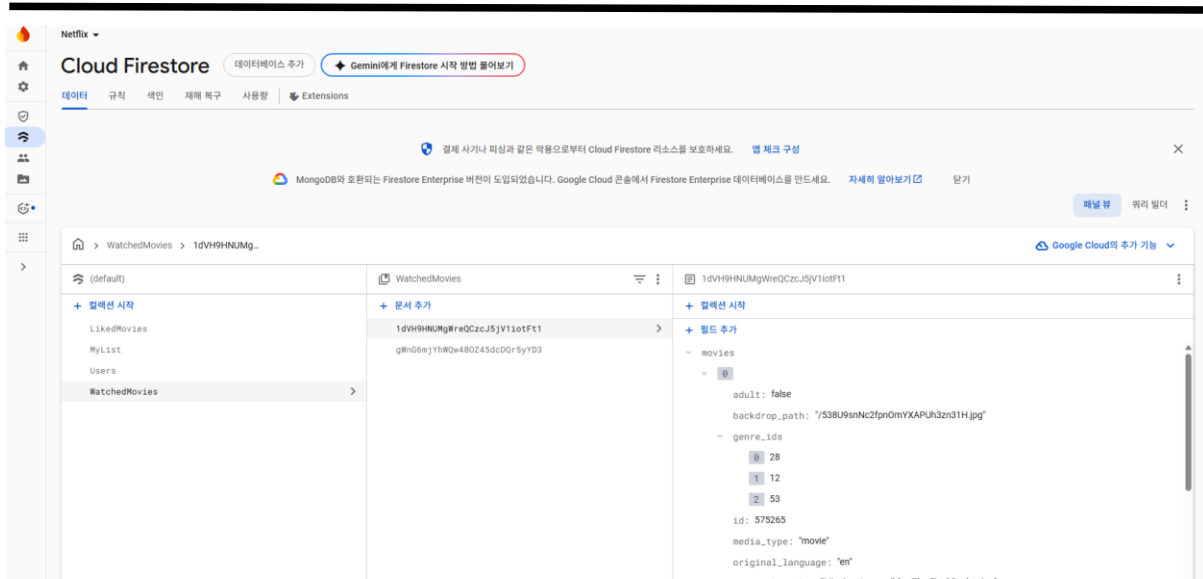 Netflix
Cloud Firestore 데이터베이스 추가 Gemini에게 Firestore 시작 방법 물어보기
데이터 규칙 색인 재해 복구 사용량 Extensions
결제 사기나 피싱과 같은 악용으로부터 Cloud Firestore 리소스를 보호하세요. 앱 체크 구성
MongoDB와 호환되는 Firestore Enterprise 버전이 도입되었습니다. Google Cloud 콘솔에서 Firestore Enterprise 데이터베이스를 만드세요. 자세히 알아보기 닫기
패널 뷰 쿼리 빌더
WatchedMovies > 1dVH9HNUMg... Google Cloud의 추가 기능
(default) WatchedMovies 1dVH9HNUMgWreQCzcJ5jV1iotFt1
+ 컬렉션 시작 + 문서 추가 + 컬렉션 시작
LikedMovies 1dVH9HNUMgWreQCzcJ5jV1iotFt1 + 필드 추가
MyList gWnG6mjYhWQw48OZ45dcDQr5yYD3 movies
Users 0
WatchedMovies adult: false
backdrop_path: "/538U9snNc2fpnOmYXAPUh3zn31H.jpg"
genre_ids
0 28
1 12
2 53
id: 575265
media_type: "movie"
original_language: "en"